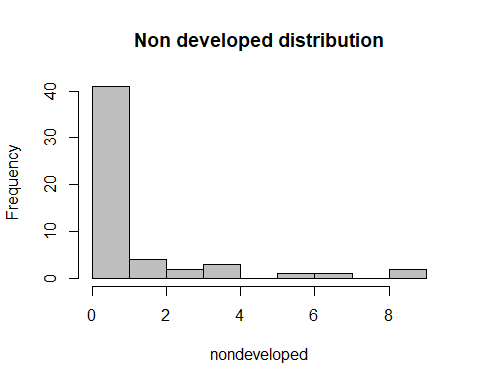 Non developed distribution
Frequency
0 10 20 30 40
0 2 4 6 8
nondeveloped